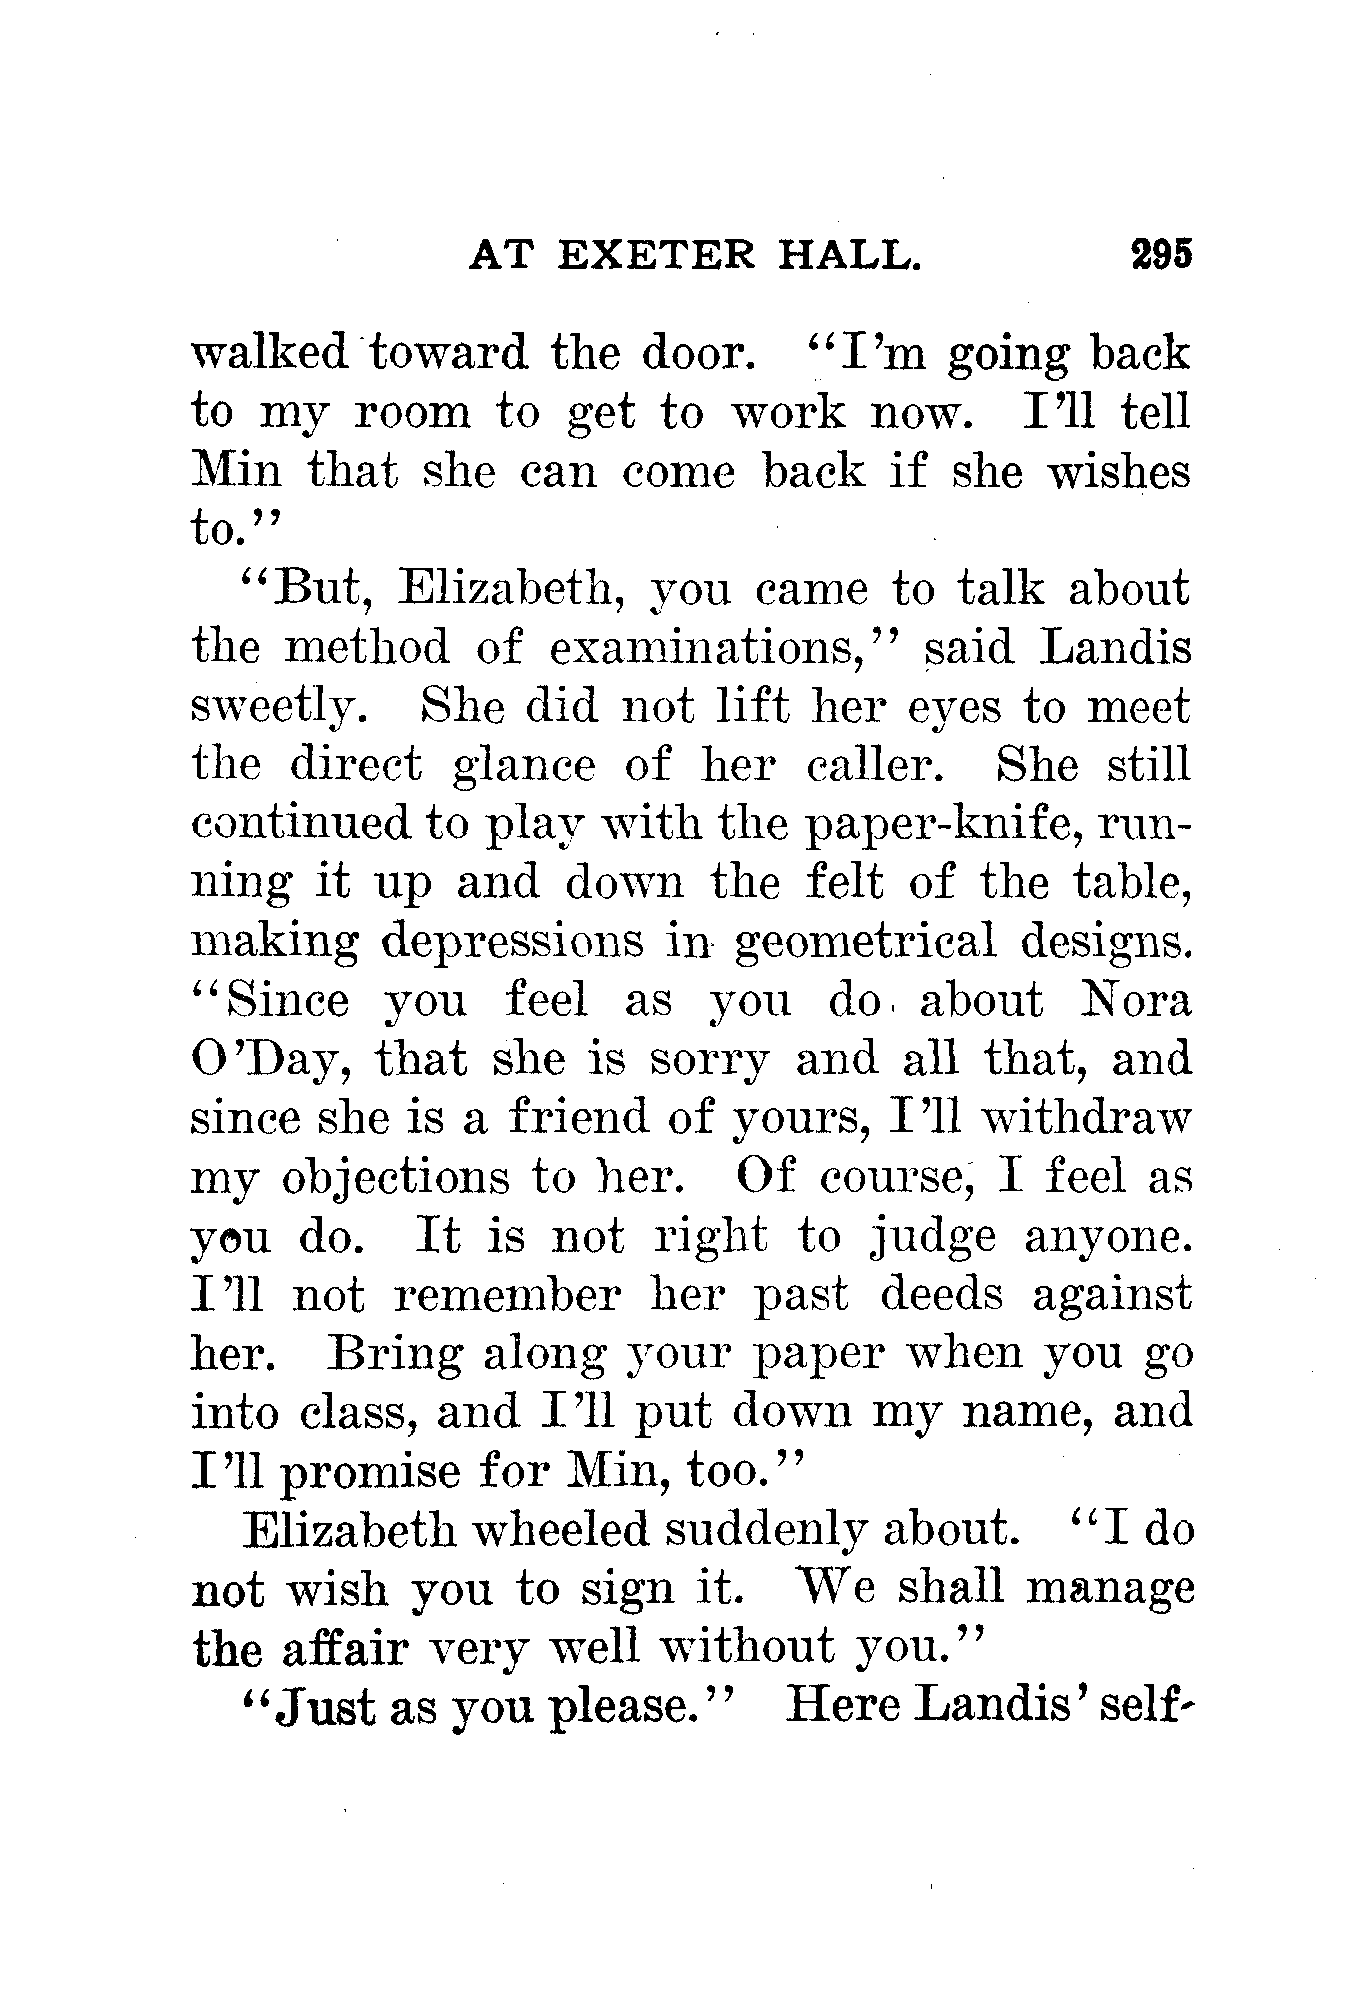 AT EXETER HALL. 295
walked toward the door. "I'm going back
to my room to get to work now. I'll tell
Min that she can come back if she wishes
to."
"But, Elizabeth, you came to talk about
the method of examinations," said Landis
sweetly. She did not lift her eyes to meet
the direct glance of her caller. She still
continued to play with the paper-knife, run-
ning it up and down the felt of the table,
making depressions in geometrical designs.
"Since you feel as you do about Nora
O'Day, that she is sorry and all that, and
since she is a friend of yours, I'll withdraw
my objections to her. Of course, I feel as
you do. It is not right to judge anyone.
I'll not remember her past deeds against
her. Bring along your paper when you go
into class, and I'll put down my name, and
I'll promise for Min, too."
Elizabeth wheeled suddenly about. "I do
not wish you to sign it. We shall manage
the affair very well without you."
"Just as you please." Here Landis' self-